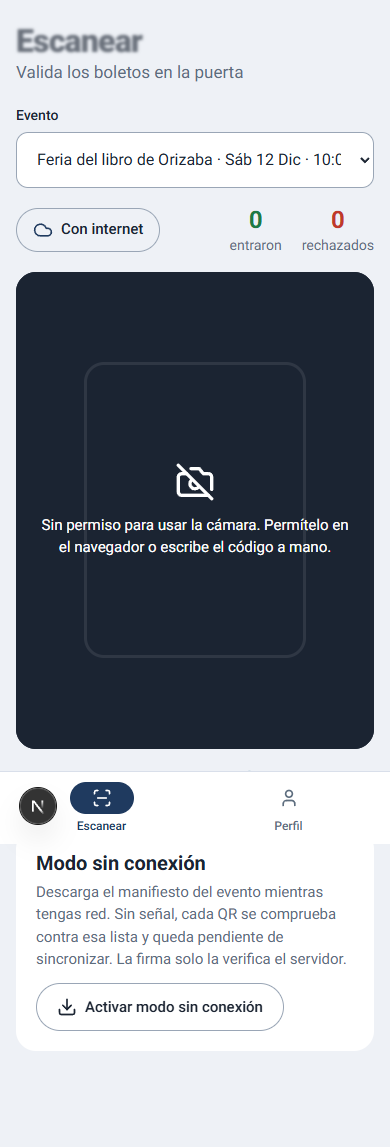 Escanear
Valida los boletos en la puerta
Evento
Feria del libro de Orizaba · Sáb 12 Dic · 10:0
Con internet
0
entraron
0
rechazados
Sin permiso para usar la cámara. Permítelo en
el navegador o escribe el código a mano.
N
Escanear
Perfil
Modo sin conexión
Descarga el manifiesto del evento mientras
tengas red. Sin señal, cada QR se comprueba
contra esa lista y queda pendiente de
sincronizar. La firma solo la verifica el servidor.
Activar modo sin conexión